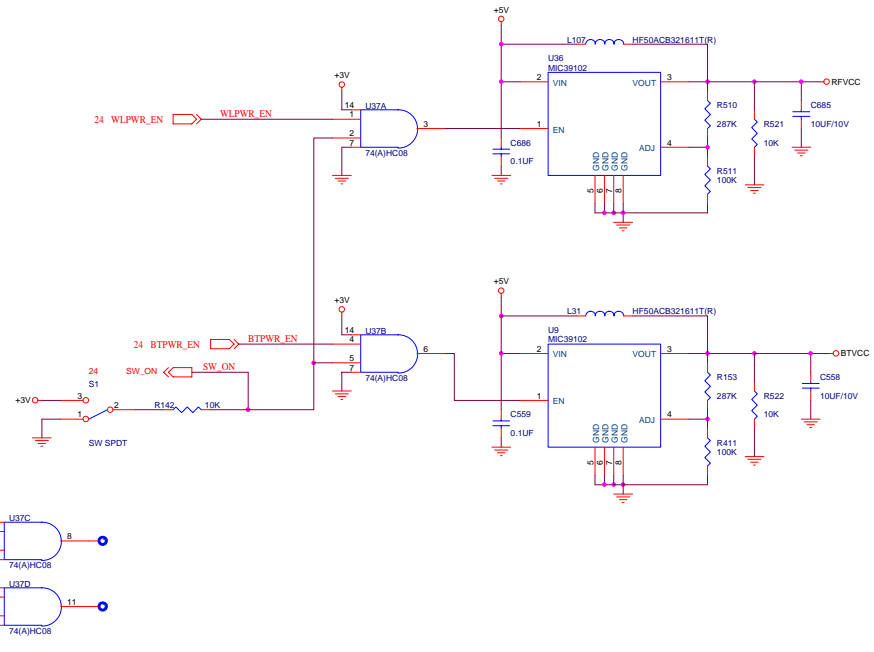 +5V
L107 HF50ACB321611T(R)
U36
MIC39102
2 VIN VOUT 3 RFVCC
+3V
14 U37A
24 WLPWR_EN WLPWR_EN 1
3
2
7
74(A)HC08
1 EN
C686
0.1UF
R510
287K
R521
10K
C685
10UF/10V
ADJ 4
R511
100K
GND GND GND GND
5 6 7 8
+5V
L31 HF50ACB321611T(R)
U9
MIC39102
2 VIN VOUT 3 BTVCC
+3V
14 U37B
24 BTPWR_EN BTPWR_EN 4
6
5
7
74(A)HC08
1 EN
C559
0.1UF
R153
287K
R522
10K
C558
10UF/10V
ADJ 4
R411
100K
GND GND GND GND
5 6 7 8
24 SW_ON SW_ON
S1
+3V 3
2 R142 10K
1
SW SPDT
U37C
8
74(A)HC08
U37D
11
74(A)HC08